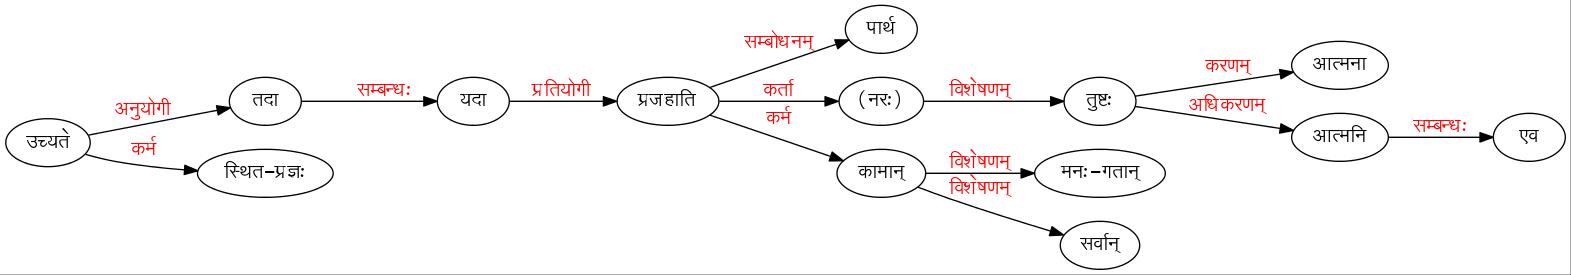 पार्थ
सम्बोधनम्
आत्मना
करणम्
तदा
सम्बन्धः
यदा
प्रतियोगी
प्रजहाति
कर्ता
(नरः)
विशेषणम्
तुष्टः
अनुयोगी
अधिकरणम्
कर्म
उच्यते
आत्मनि
सम्बन्धः
एव
कर्म
स्थित-प्रज्ञः
कामान्
विशेषणम्
मनः-गतान्
विशेषणम्
सर्वान्